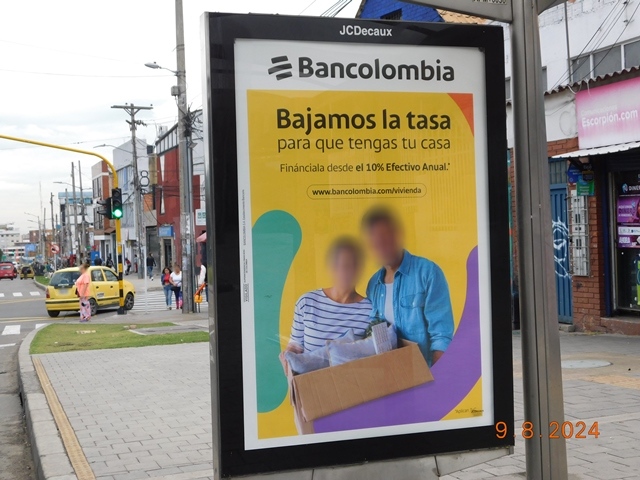 JCDecaux
Bancolombia
Bajamos la tasa
para que tengas tu casa
Fináncialа desde el 10% Efectivo Anual.*
www.bancolombia.com/vivienda
Escorpión.com
9 8 2024